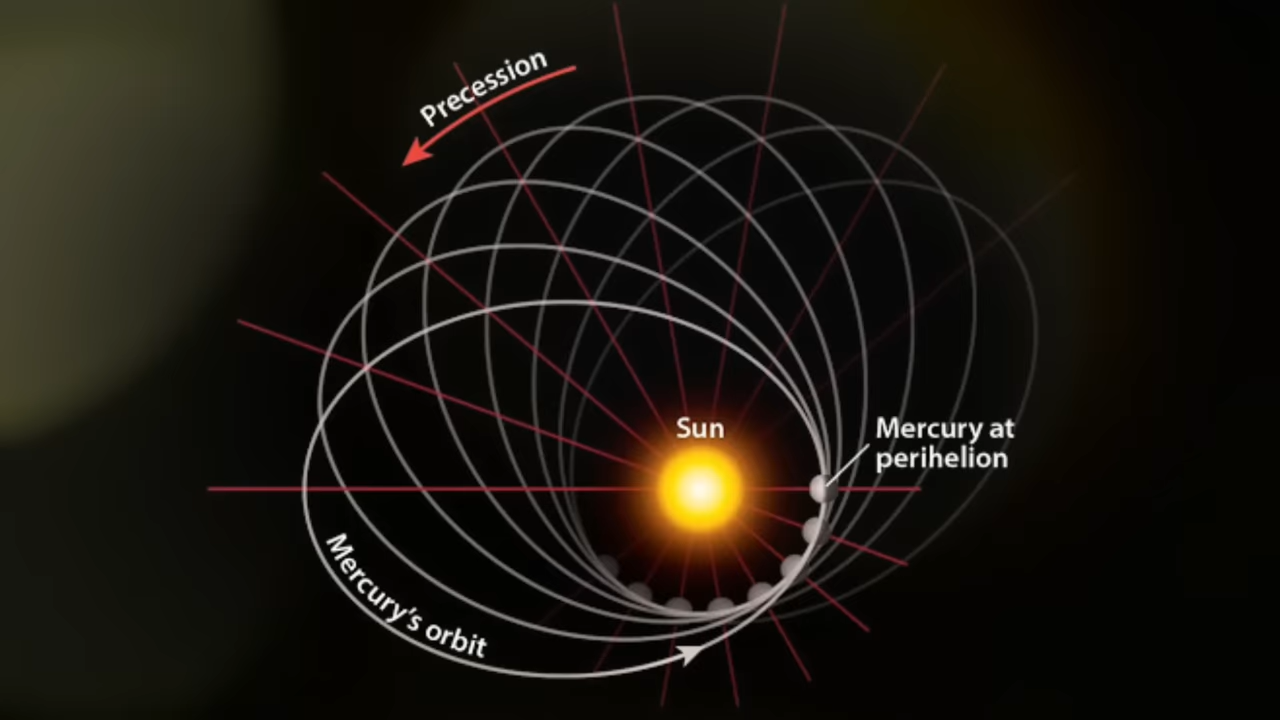 Precession
Sun
Mercury at
perihelion
Mercury's orbit